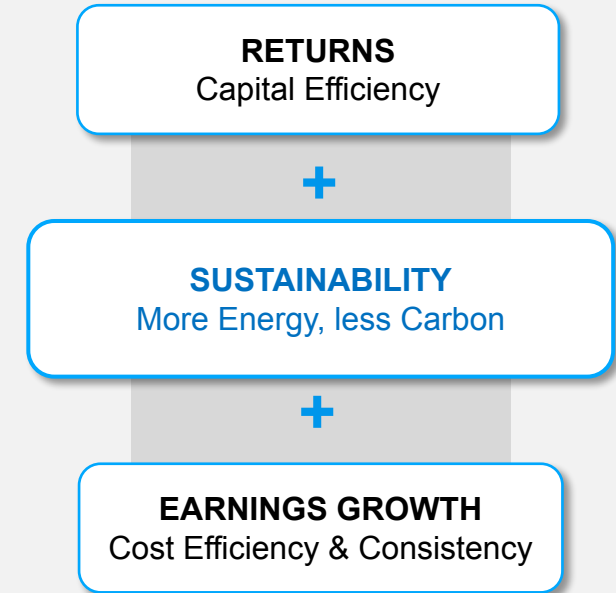 RETURNS
Capital Efficiency
+
SUSTAINABILITY
More Energy, less Carbon
+
EARNINGS GROWTH
Cost Efficiency & Consistency